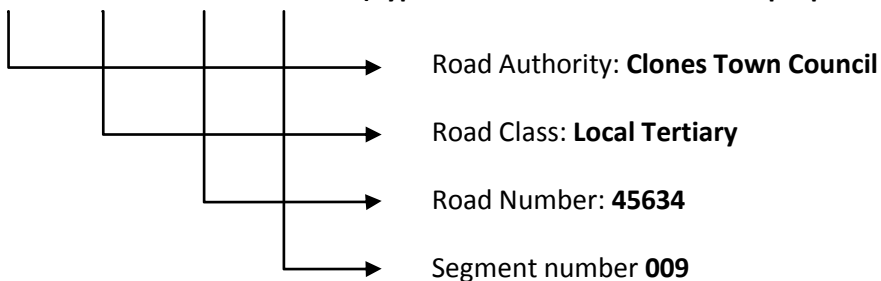 Road Authority: Clones Town Council
Road Class: Local Tertiary
Road Number: 45634
Segment number 009